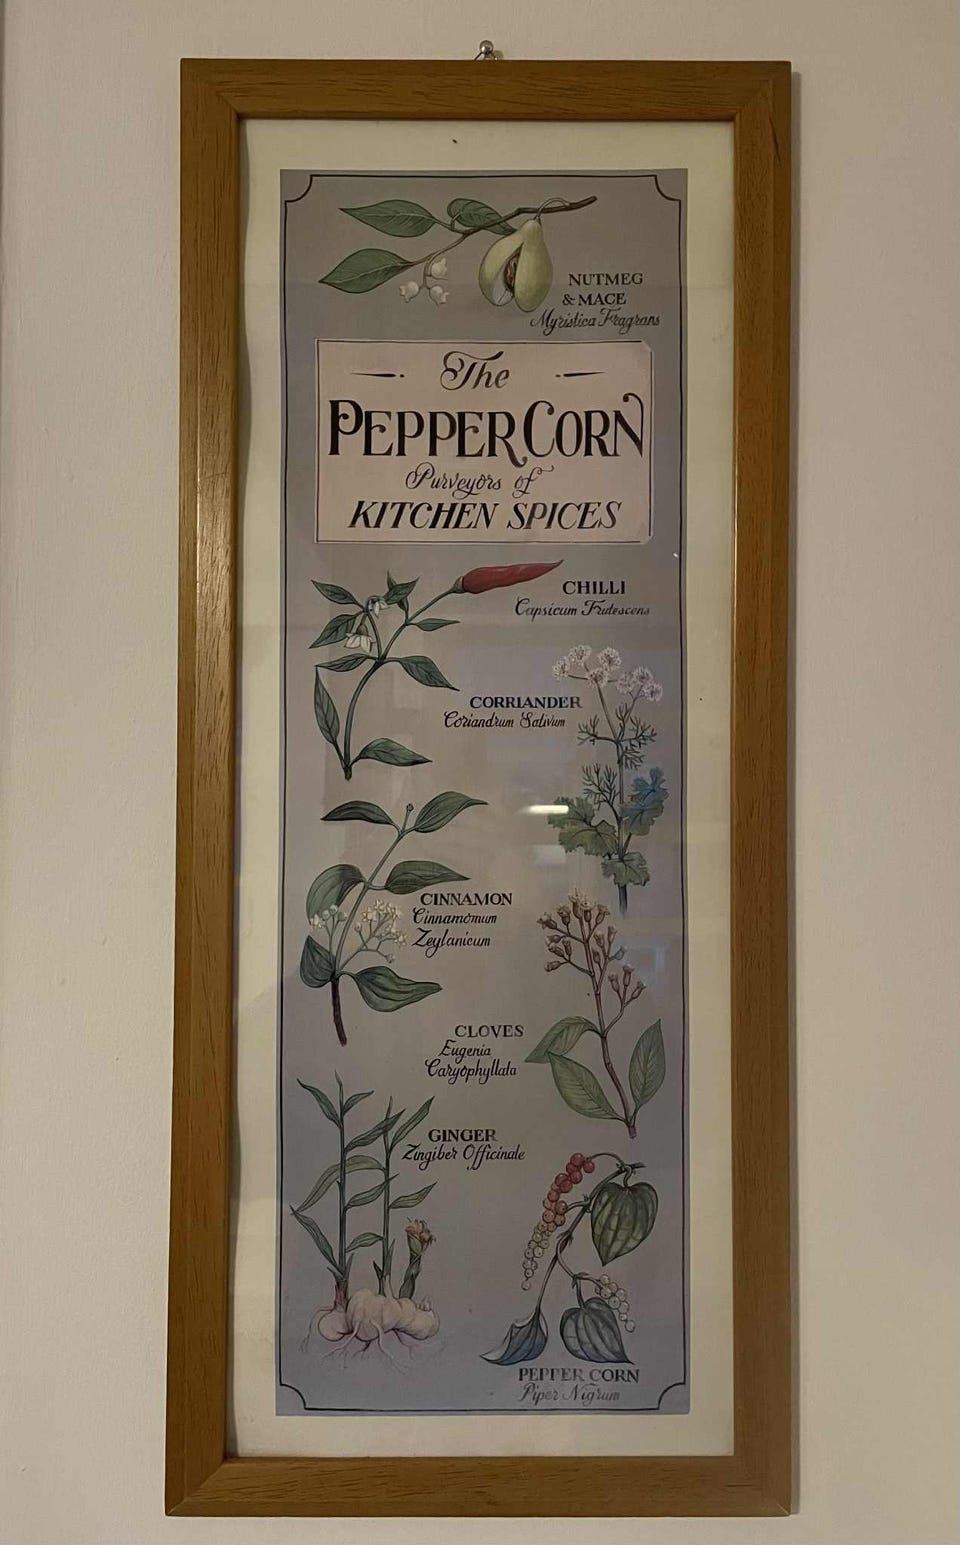 NUTMEG
& MACE
Myristica Fragrans
The
PEPPER CORN
Purveyors of
KITCHEN SPICES
CHILLI
Capsicum Frutescens
CORRIANDER
Coriandrum Sativum
CINNAMON
Cinnamomum
Zeylanicum
CLOVES
Eugenia
Caryophyllata
GINGER
Zingiber Officinale
PEPPER CORN
Piper Nigrum